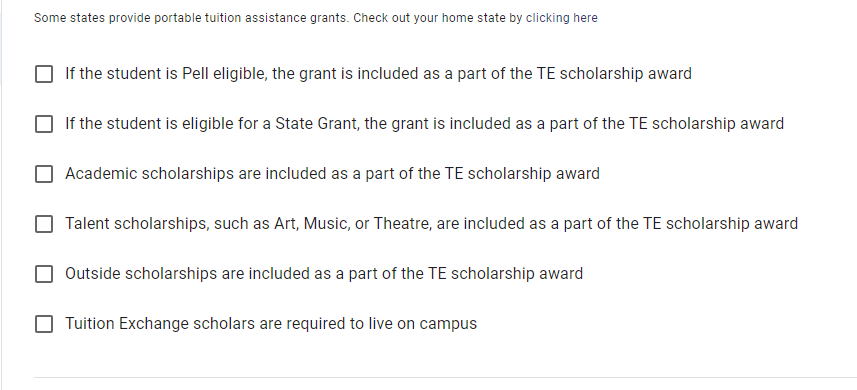 Some states provide portable tuition assistance grants. Check out your home state by clicking here
If the student is Pell eligible, the grant is included as a part of the TE scholarship award
If the student is eligible for a State Grant, the grant is included as a part of the TE scholarship award
Academic scholarships are included as a part of the TE scholarship award
Talent scholarships, such as Art, Music, or Theatre, are included as a part of the TE scholarship award
Outside scholarships are included as a part of the TE scholarship award
Tuition Exchange scholars are required to live on campus